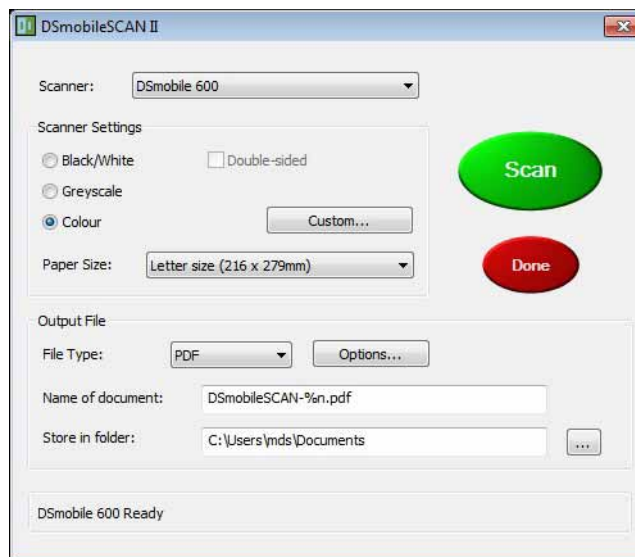 DSmobileSCAN II
Scanner: DSmobile 600
Scanner Settings
Black/White Double-sided
Greyscale
Colour Custom...
Paper Size: Letter size (216 x 279mm)
Scan
Done
Output File
File Type: PDF Options...
Name of document: DSmobileSCAN-%n.pdf
Store in folder: C:\Users\mds\Documents ...
DSmobile 600 Ready